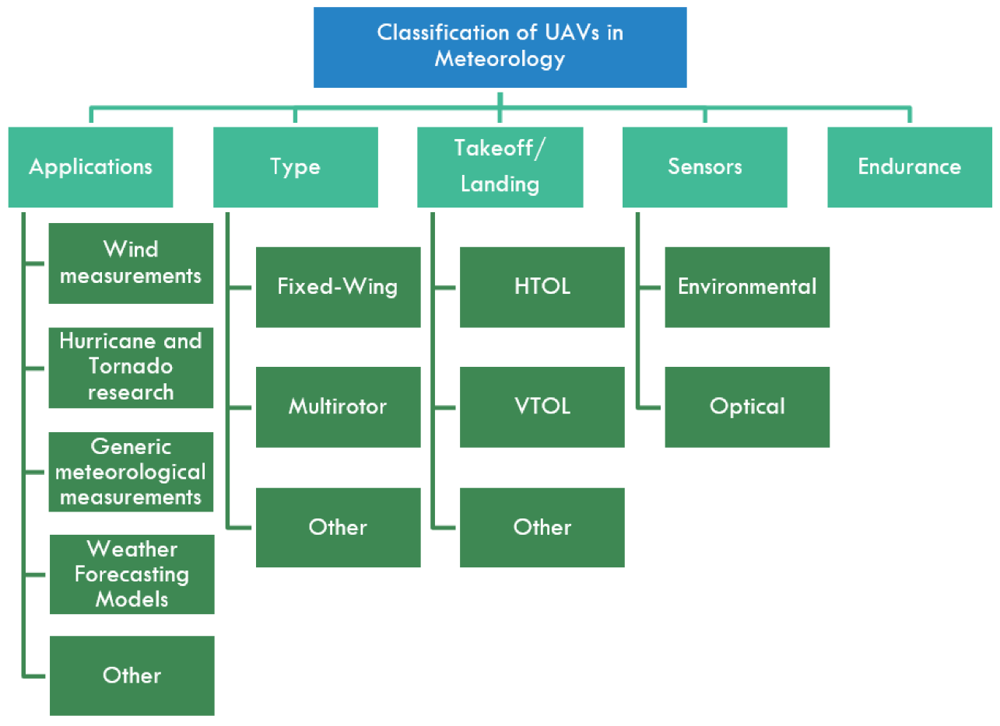 Classification of UAVs in
Meteorology
Applications
Type
Takeoff/
Landing
Sensors
Endurance
Wind
measurements
Hurricane and
Tornado
research
Generic
meteorological
measurements
Weather
Forecasting
Models
Other
Fixed-Wing
Multirotor
Other
HTOL
VTOL
Other
Environmental
Optical